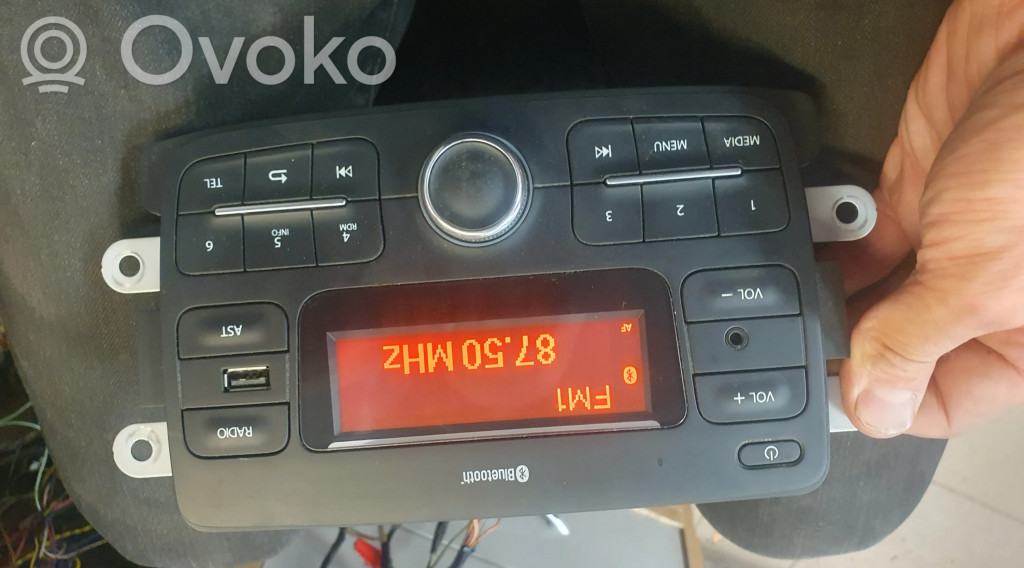 Ovoko
Bluetooth
VOL +
FM1
RADIO
87.50 MHz
AF
VOL −
AST
1
2
3
4
RDM
5
INFO
6
MEDIA
MENU
TEL